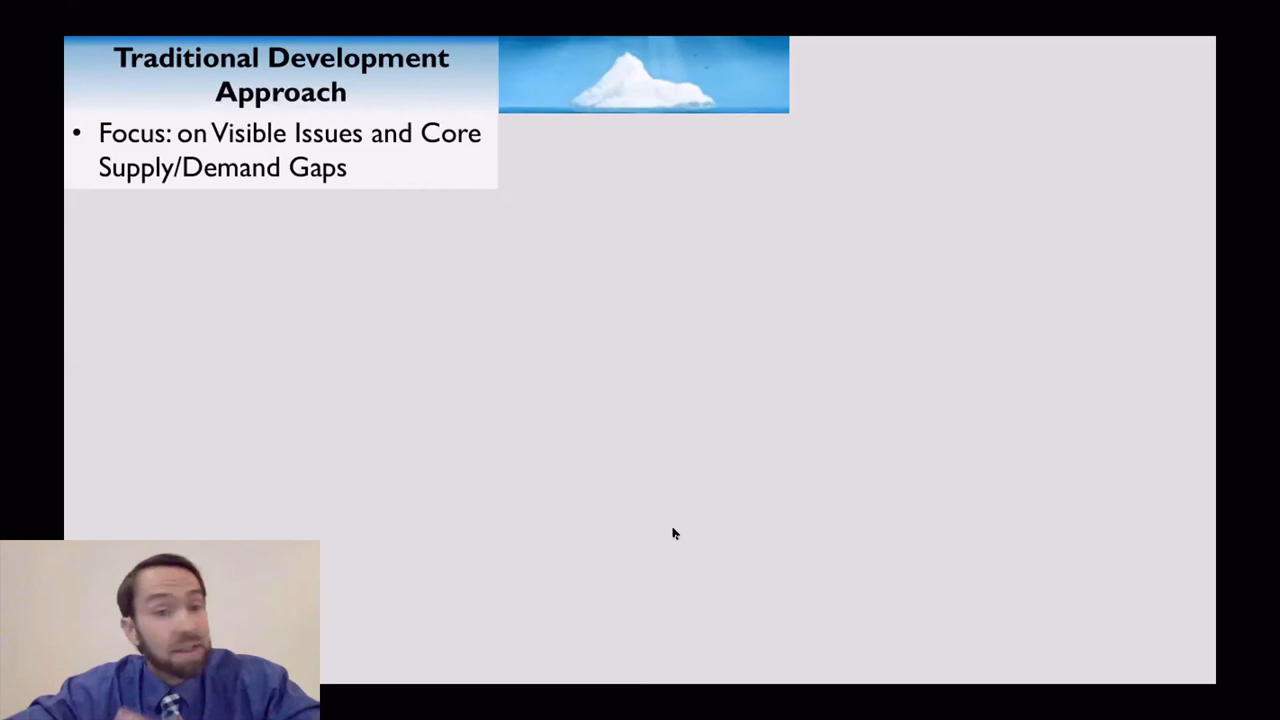 Traditional Development
Approach
• Focus: on Visible Issues and Core
Supply/Demand Gaps